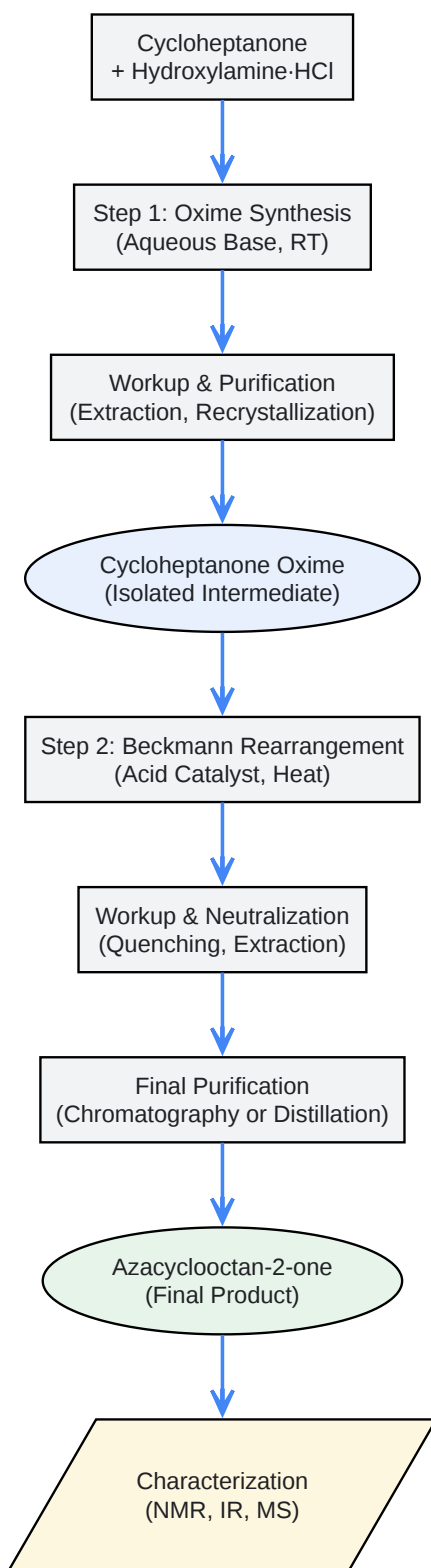 Cycloheptanone
+ Hydroxylamine·HCl
Step 1: Oxime Synthesis
(Aqueous Base, RT)
Workup & Purification
(Extraction, Recrystallization)
Cycloheptanone Oxime
(Isolated Intermediate)
Step 2: Beckmann Rearrangement
(Acid Catalyst, Heat)
Workup & Neutralization
(Quenching, Extraction)
Final Purification
(Chromatography or Distillation)
Azacyclooctan-2-one
(Final Product)
Characterization
(NMR, IR, MS)